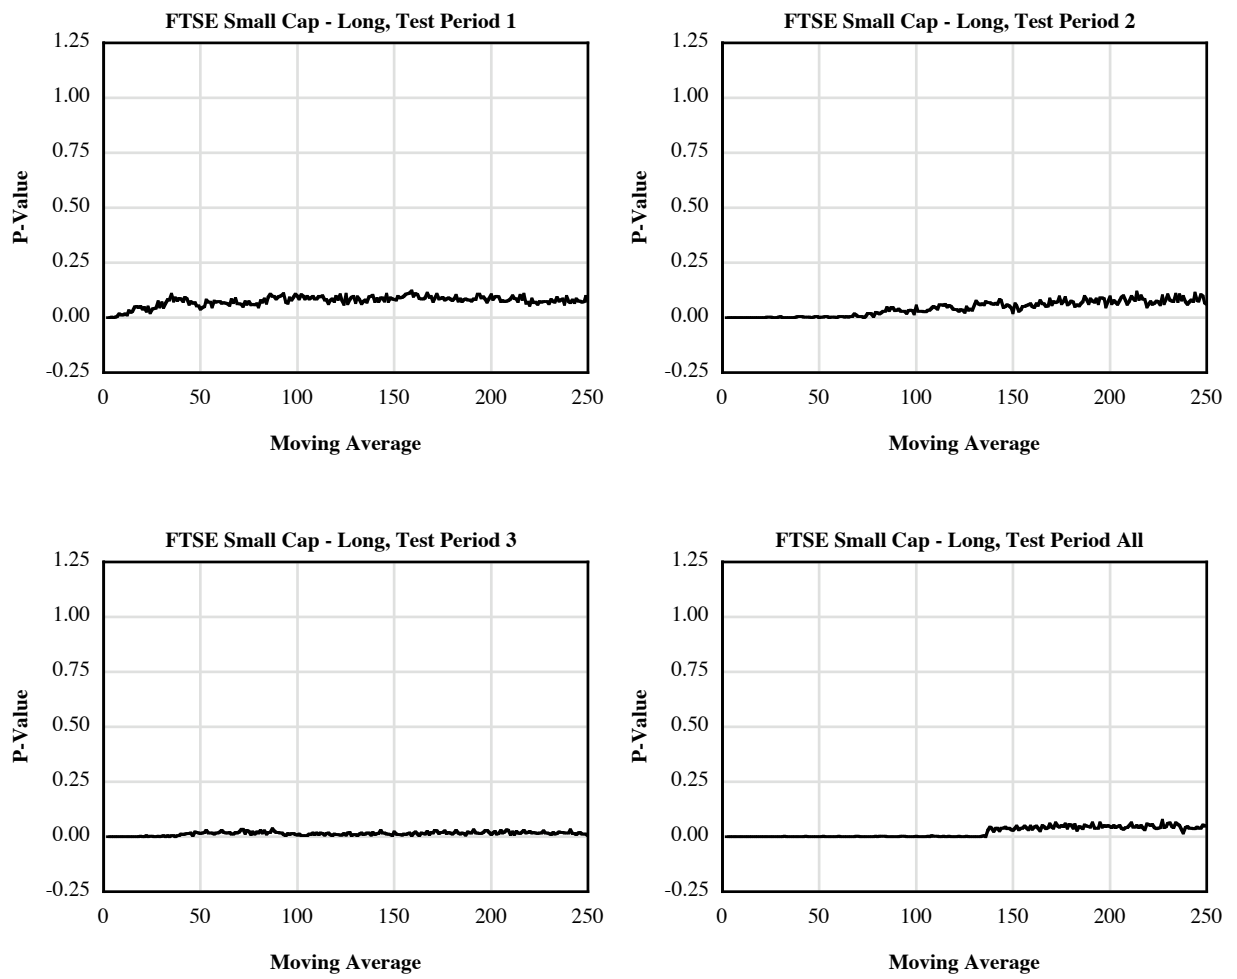 FTSE Small Cap - Long, Test Period 1
1.25
1.00
0.75
0.50
0.25
0.00
-0.25
P-Value
0 50 100 150 200 250
Moving Average
FTSE Small Cap - Long, Test Period 2
1.25
1.00
0.75
0.50
0.25
0.00
-0.25
P-Value
0 50 100 150 200 250
Moving Average
FTSE Small Cap - Long, Test Period 3
1.25
1.00
0.75
0.50
0.25
0.00
-0.25
P-Value
0 50 100 150 200 250
Moving Average
FTSE Small Cap - Long, Test Period All
1.25
1.00
0.75
0.50
0.25
0.00
-0.25
P-Value
0 50 100 150 200 250
Moving Average